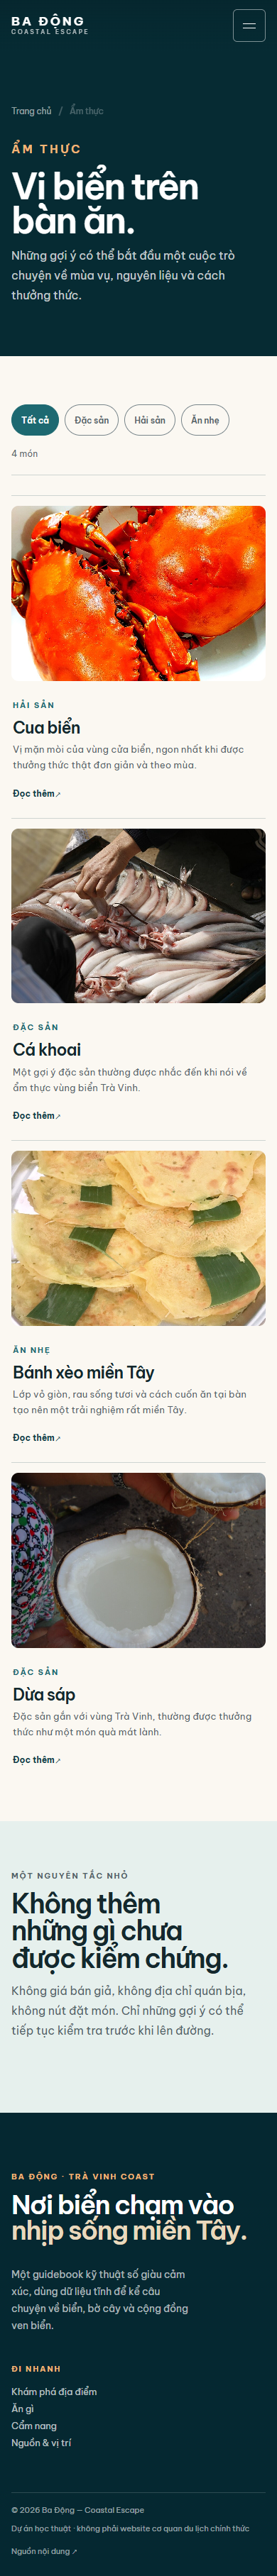 BA ĐỘNG
COASTAL ESCAPE
Trang chủ / Ẩm thực
ẨM THỰC
Vị biển trên
bàn ăn.
Những gợi ý có thể bắt đầu một cuộc trò
chuyện về mùa vụ, nguyên liệu và cách
thưởng thức.
Tất cả Đặc sản Hải sản Ăn nhẹ
4 món
HẢI SẢN
Cua biển
Vị mặn mòi của vùng cửa biển, ngon nhất khi được
thưởng thức thật đơn giản và theo mùa.
Đọc thêm↗
ĐẶC SẢN
Cá khoai
Một gợi ý đặc sản thường được nhắc đến khi nói về
ẩm thực vùng biển Trà Vinh.
Đọc thêm↗
ĂN NHẸ
Bánh xèo miền Tây
Lớp vỏ giòn, rau sống tươi và cách cuốn ăn tại bàn
tạo nên một trải nghiệm rất miền Tây.
Đọc thêm↗
ĐẶC SẢN
Dừa sáp
Đặc sản gắn với vùng Trà Vinh, thường được thưởng
thức như một món quà mát lành.
Đọc thêm↗
MỘT NGUYÊN TẮC NHỎ
Không thêm
những gì chưa
được kiểm chứng.
Không giá bán giả, không địa chỉ quán bịa,
không nút đặt món. Chỉ những gợi ý có thể
tiếp tục kiểm tra trước khi lên đường.
BA ĐỘNG · TRÀ VINH COAST
Nơi biển chạm vào
nhịp sống miền Tây.
Một guidebook kỹ thuật số giàu cảm
xúc, dùng dữ liệu tĩnh để kể câu
chuyện về biển, bờ cây và cộng đồng
ven biển.
ĐI NHANH
Khám phá địa điểm
Ăn gì
Cẩm nang
Nguồn & vị trí
© 2026 Ba Động — Coastal Escape
Dự án học thuật · không phải website cơ quan du lịch chính thức
Nguồn nội dung ↗